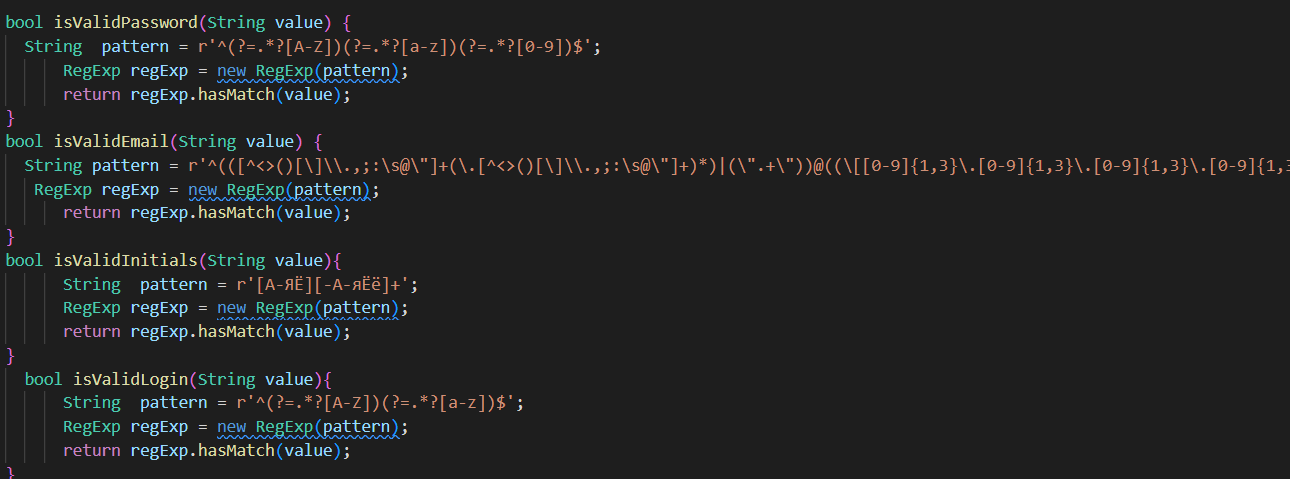 bool isValidPassword(String value) {
String  pattern = r'^(?=.*?[A-Z])(?=.*?[a-z])(?=.*?[0-9])$';
RegExp regExp = new RegExp(pattern);
return regExp.hasMatch(value);
}
bool isValidEmail(String value) {
String pattern = r'^(([^<>()[\]\\.,;:\s@\"]+(\.[^<>()[\]\\.,;:\s@\"]+)*)|(\".+\"))@((\[[0-9]{1,3}\.[0-9]{1,3}\.[0-9]{1,3}\.[0-9]{1,3
RegExp regExp = new RegExp(pattern);
return regExp.hasMatch(value);
}
bool isValidInitials(String value){
String  pattern = r'[А-ЯЁ][-А-яЁё]+';
RegExp regExp = new RegExp(pattern);
return regExp.hasMatch(value);
}
bool isValidLogin(String value){
String  pattern = r'^(?=.*?[A-Z])(?=.*?[a-z])$';
RegExp regExp = new RegExp(pattern);
return regExp.hasMatch(value);
}